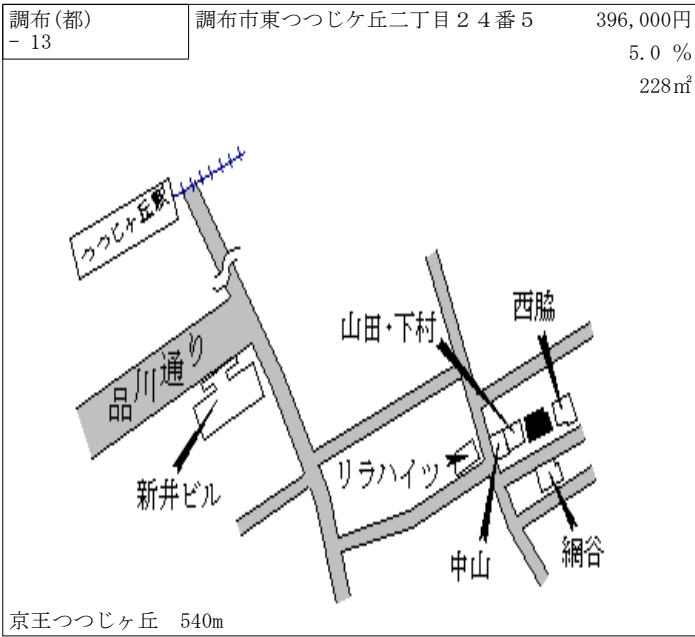 調布(都)
- 13
調布市東つつじケ丘二丁目２４番５
396,000円
5.0 %
228㎡
つつじヶ丘駅
品川通り
新井ビル
山田・下村
西脇
リラハイツ
中山
網谷
京王つつじヶ丘 540m